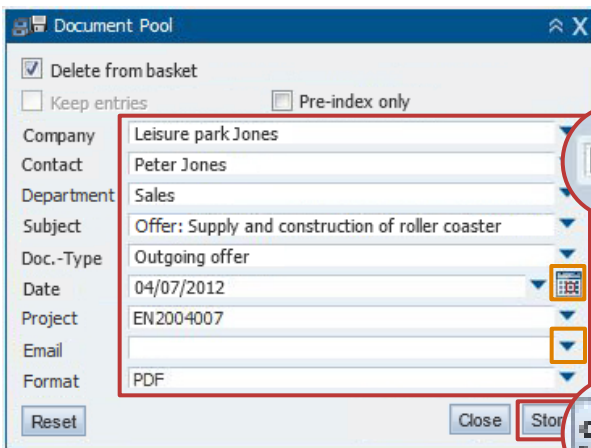 Document Pool
Delete from basket
Keep entries Pre-index only
Company Leisure park Jones
Contact Peter Jones
Department Sales
Subject Offer: Supply and construction of roller coaster
Doc.-Type Outgoing offer
Date 04/07/2012
Project EN2004007
Email
Format PDF
Reset Close